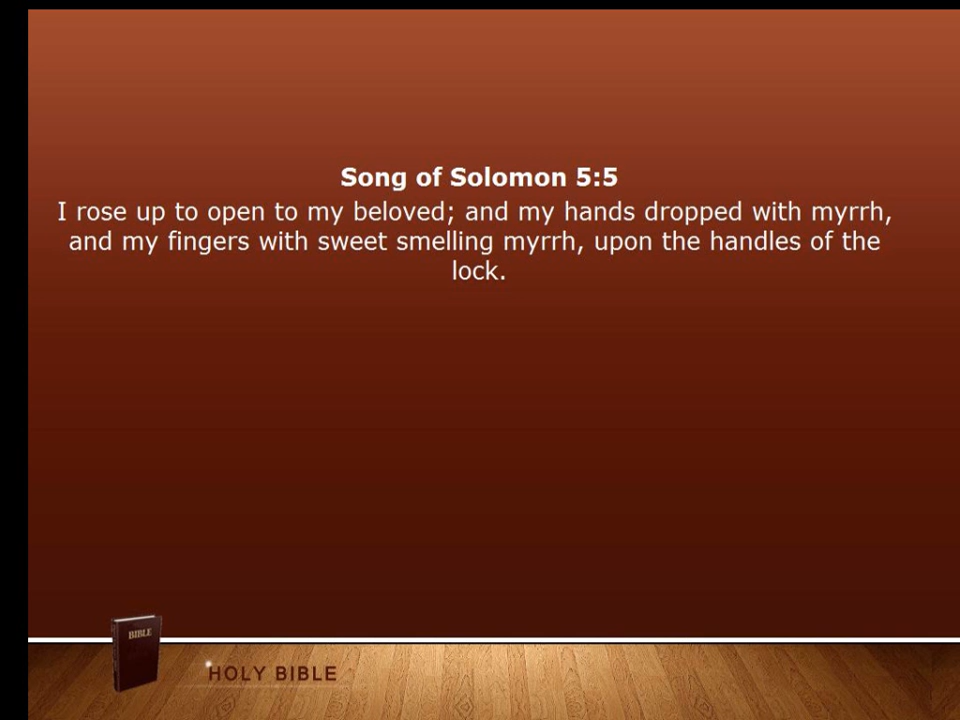 Song of Solomon 5:5
I rose up to open to my beloved; and my hands dropped with myrrh,
and my fingers with sweet smelling myrrh, upon the handles of the
lock.
BIBLE
HOLY BIBLE